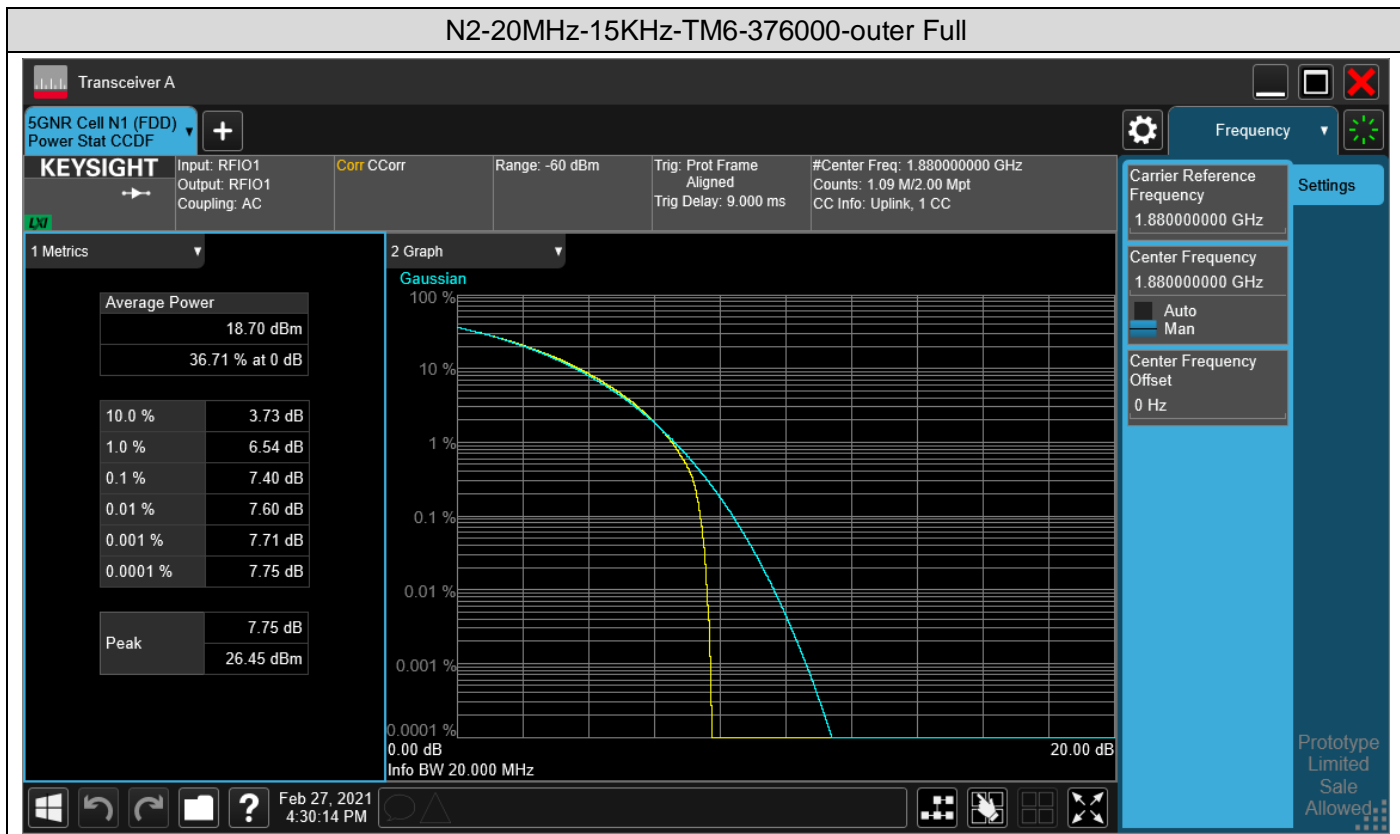 N2-20MHz-15KHz-TM6-376000-outer Full
Transceiver A
5GNR Cell N1 (FDD)
Power Stat CCDF
Frequency
KEYSIGHT
LXI
Input: RFIO1
Output: RFIO1
Coupling: AC
Corr CCorr
Range: -60 dBm
Trig: Prot Frame
Aligned
Trig Delay: 9.000 ms
#Center Freq: 1.880000000 GHz
Counts: 1.09 M/2.00 Mpt
CC Info: Uplink, 1 CC
1 Metrics
Average Power
18.70 dBm
36.71 % at 0 dB
10.0 % 3.73 dB
1.0 % 6.54 dB
0.1 % 7.40 dB
0.01 % 7.60 dB
0.001 % 7.71 dB
0.0001 % 7.75 dB
Peak 7.75 dB
26.45 dBm
2 Graph
Gaussian
100 %
10 %
1 %
0.1 %
0.01 %
0.001 %
0.0001 %
0.00 dB 20.00 dB
Info BW 20.000 MHz
Carrier Reference
Frequency
1.880000000 GHz
Center Frequency
1.880000000 GHz
Auto
Man
Center Frequency
Offset
0 Hz
Settings
Prototype
Limited
Sale
Allowed
?
Feb 27, 2021
4:30:14 PM